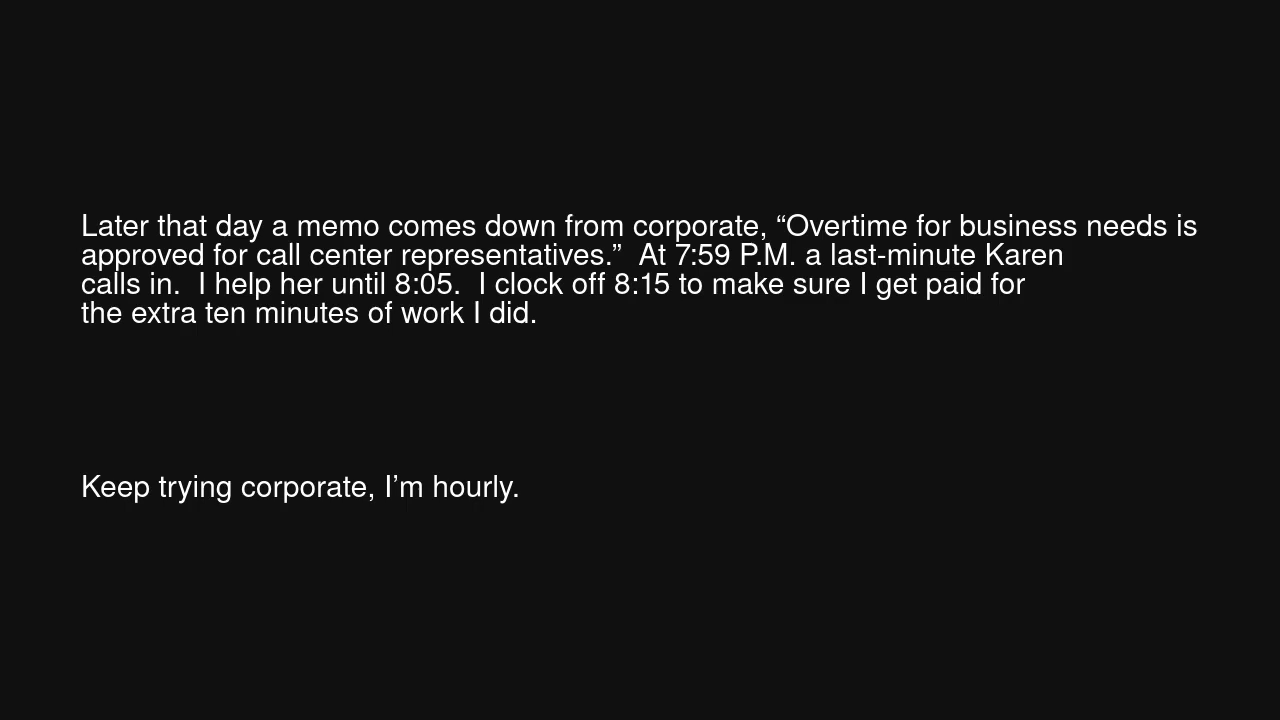 Later that day a memo comes down from corporate, “Overtime for business needs is
approved for call center representatives.”  At 7:59 P.M. a last-minute Karen
calls in.  I help her until 8:05.  I clock off 8:15 to make sure I get paid for
the extra ten minutes of work I did.
Keep trying corporate, I’m hourly.